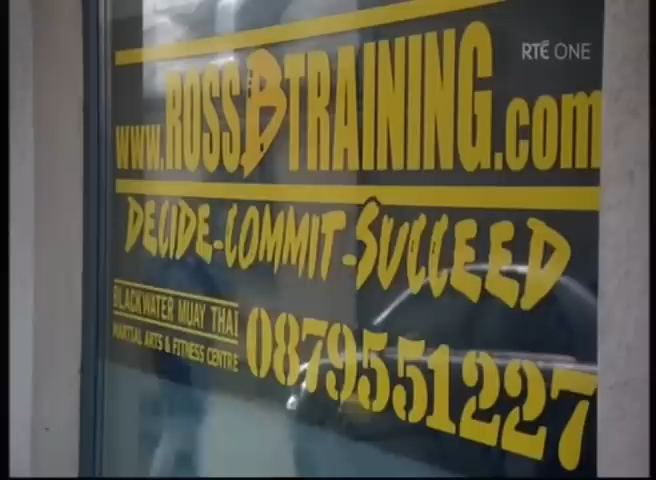 RTÉ ONE
www.ROSSBTRAINING.com
DECIDE-COMMIT-SUCCEED
BLACKWATER MUAY THAI
MARTIAL ARTS & FITNESS CENTRE
0879551227